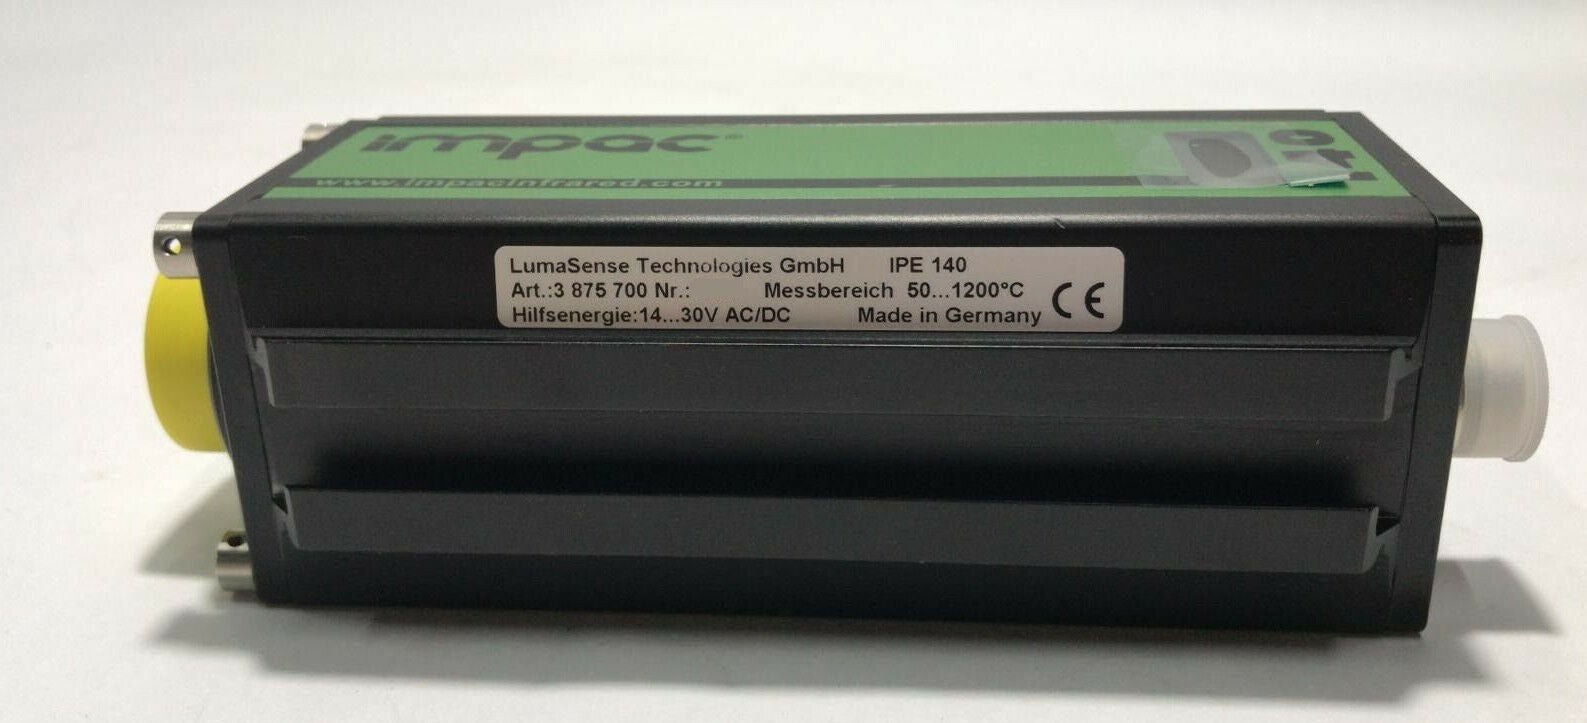 impac®
www.impacinfrared.com
LumaSense Technologies GmbH IPE 140
Art.:3 875 700 Nr.: Messbereich 50...1200°C CE
Hilfsenergie:14...30V AC/DC Made in Germany